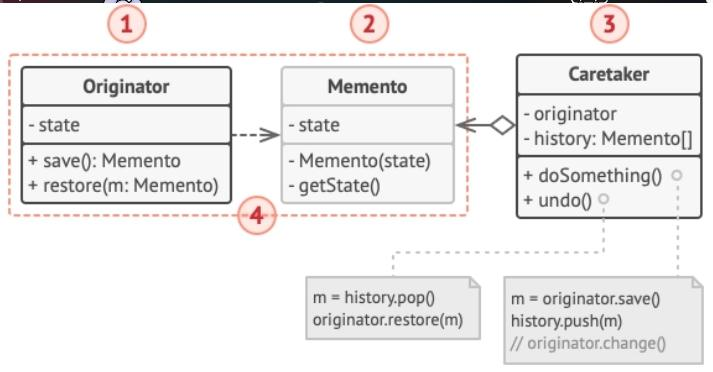 1
2
3
Originator
- state
+ save(): Memento
+ restore(m: Memento)
Memento
- state
- Memento(state)
- getState()
Caretaker
- originator
- history: Memento[]
+ doSomething()
+ undo()
4
m = history.pop()
originator.restore(m)
m = originator.save()
history.push(m)
// originator.change()